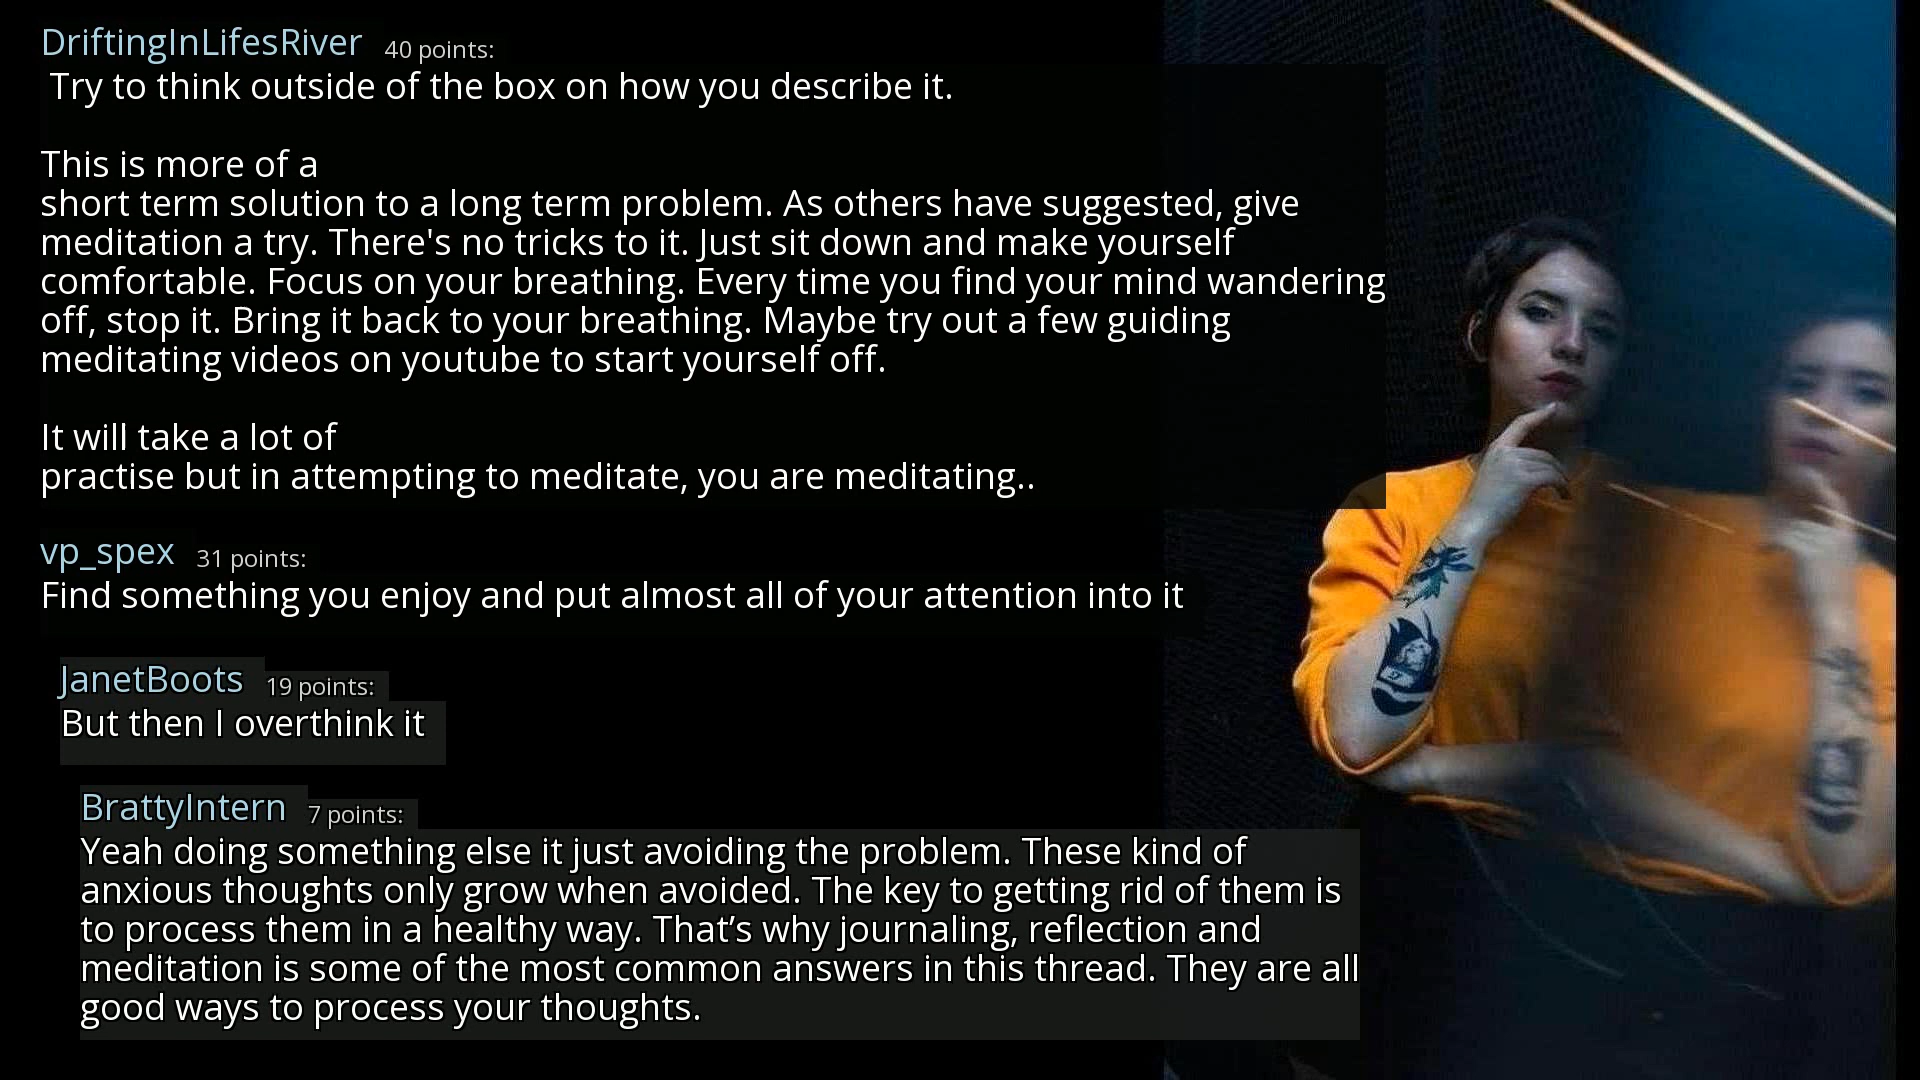 DriftingInLifesRiver 40 points:
Try to think outside of the box on how you describe it.
This is more of a
short term solution to a long term problem. As others have suggested, give
meditation a try. There's no tricks to it. Just sit down and make yourself
comfortable. Focus on your breathing. Every time you find your mind wandering
off, stop it. Bring it back to your breathing. Maybe try out a few guiding
meditating videos on youtube to start yourself off.
It will take a lot of
practise but in attempting to meditate, you are meditating..
vp_spex 31 points:
Find something you enjoy and put almost all of your attention into it
JanetBoots 19 points:
But then I overthink it
BrattyIntern 7 points:
Yeah doing something else it just avoiding the problem. These kind of
anxious thoughts only grow when avoided. The key to getting rid of them is
to process them in a healthy way. That’s why journaling, reflection and
meditation is some of the most common answers in this thread. They are all
good ways to process your thoughts.